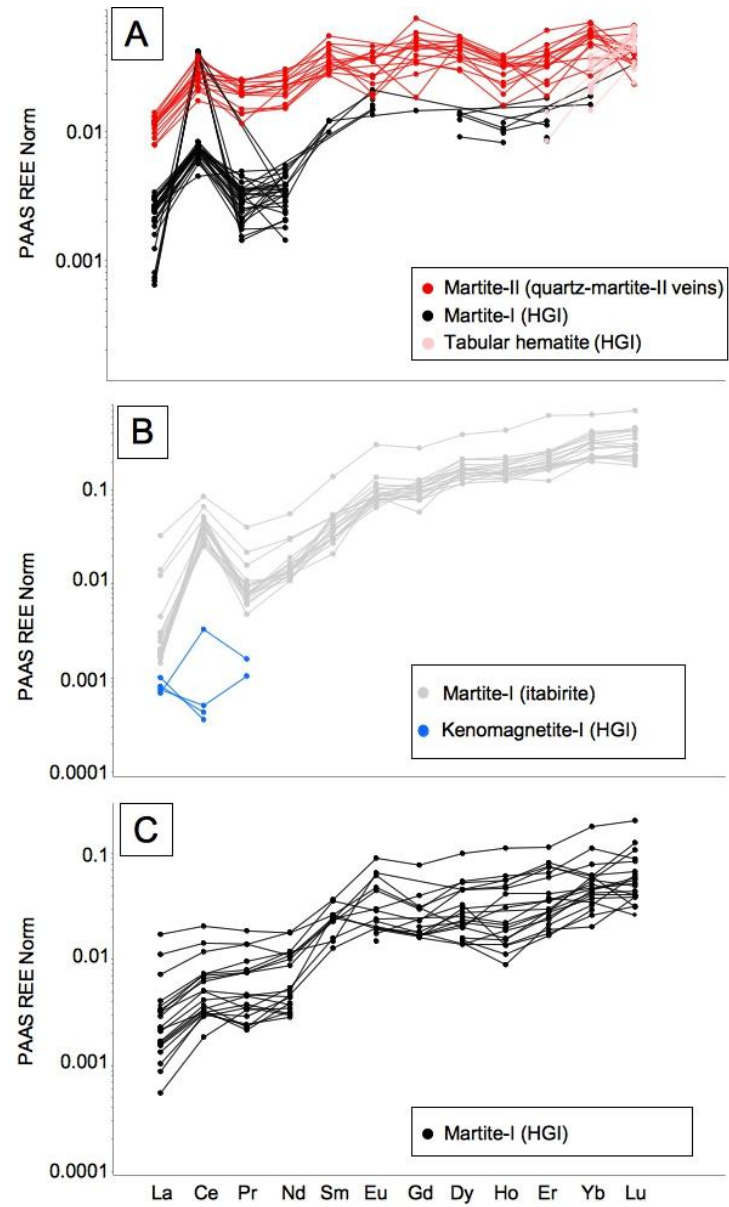 A
PAAS REE Norm
0.01
0.001
Martite-II (quartz-martite-II veins)
Martite-I (HGI)
Tabular hematite (HGI)
B
PAAS REE Norm
0.1
0.01
0.001
0.0001
Martite-I (itabirite)
Kenomagnetite-I (HGI)
C
PAAS REE Norm
0.1
0.01
0.001
0.0001
Martite-I (HGI)
La Ce Pr Nd Sm Eu Gd Dy Ho Er Yb Lu